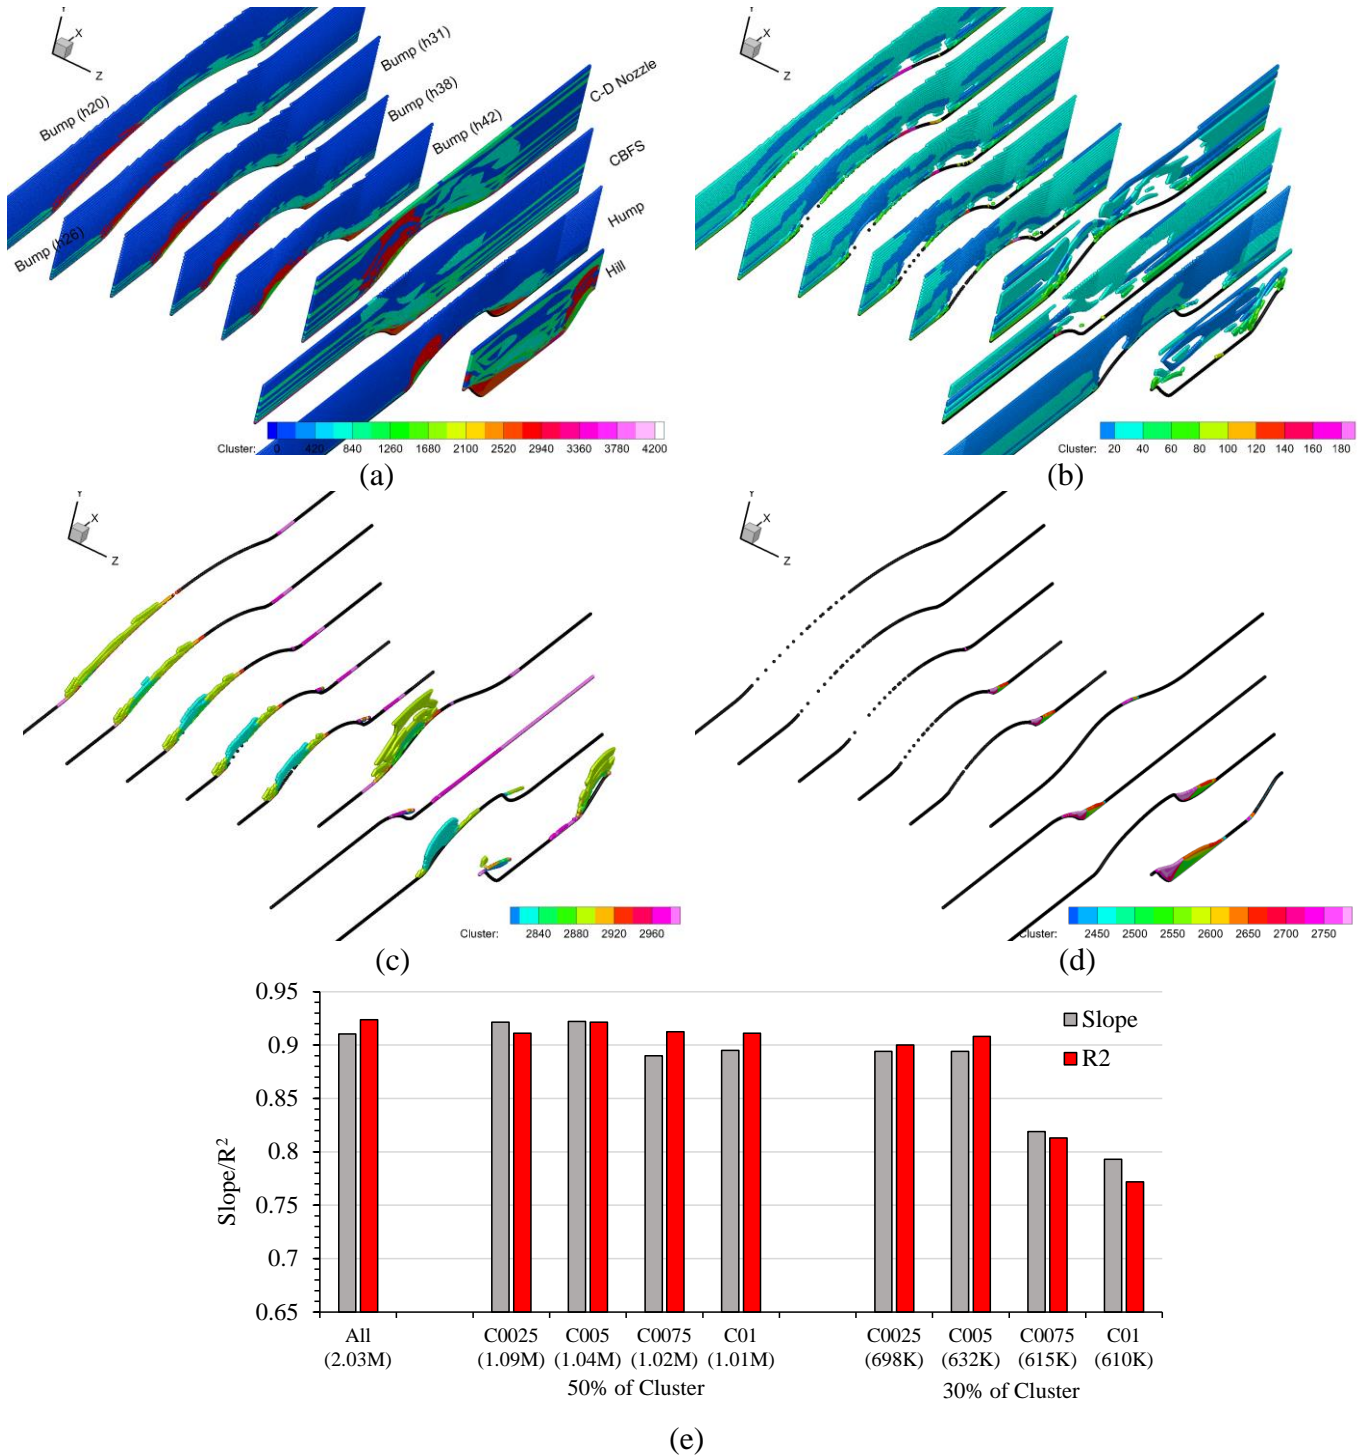 Y
X
Z
Bump (h20)
Bump (h26)
Bump (h31)
Bump (h38)
Bump (h42)
C-D Nozzle
CBFS
Hump
Hill
Cluster: 0 420 840 1260 1680 2100 2520 2940 3360 3780 4200
(a)
Y
X
Z
Cluster: 20 40 60 80 100 120 140 160 180
(b)
Y
X
Z
Cluster: 2840 2880 2920 2960
(c)
Y
X
Z
Cluster: 2450 2500 2550 2600 2650 2700 2750
(d)
Slope/R²
0.95
0.9
0.85
0.8
0.75
0.7
0.65
Slope
R2
All C0025 C005 C0075 C01 C0025 C005 C0075 C01
(2.03M) (1.09M) (1.04M) (1.02M) (1.01M) (698K) (632K) (615K) (610K)
50% of Cluster 30% of Cluster
(e)